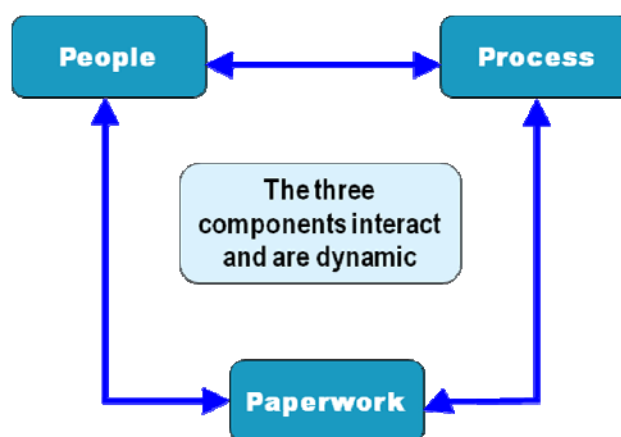 People
Process
The three
components interact
and are dynamic
Paperwork